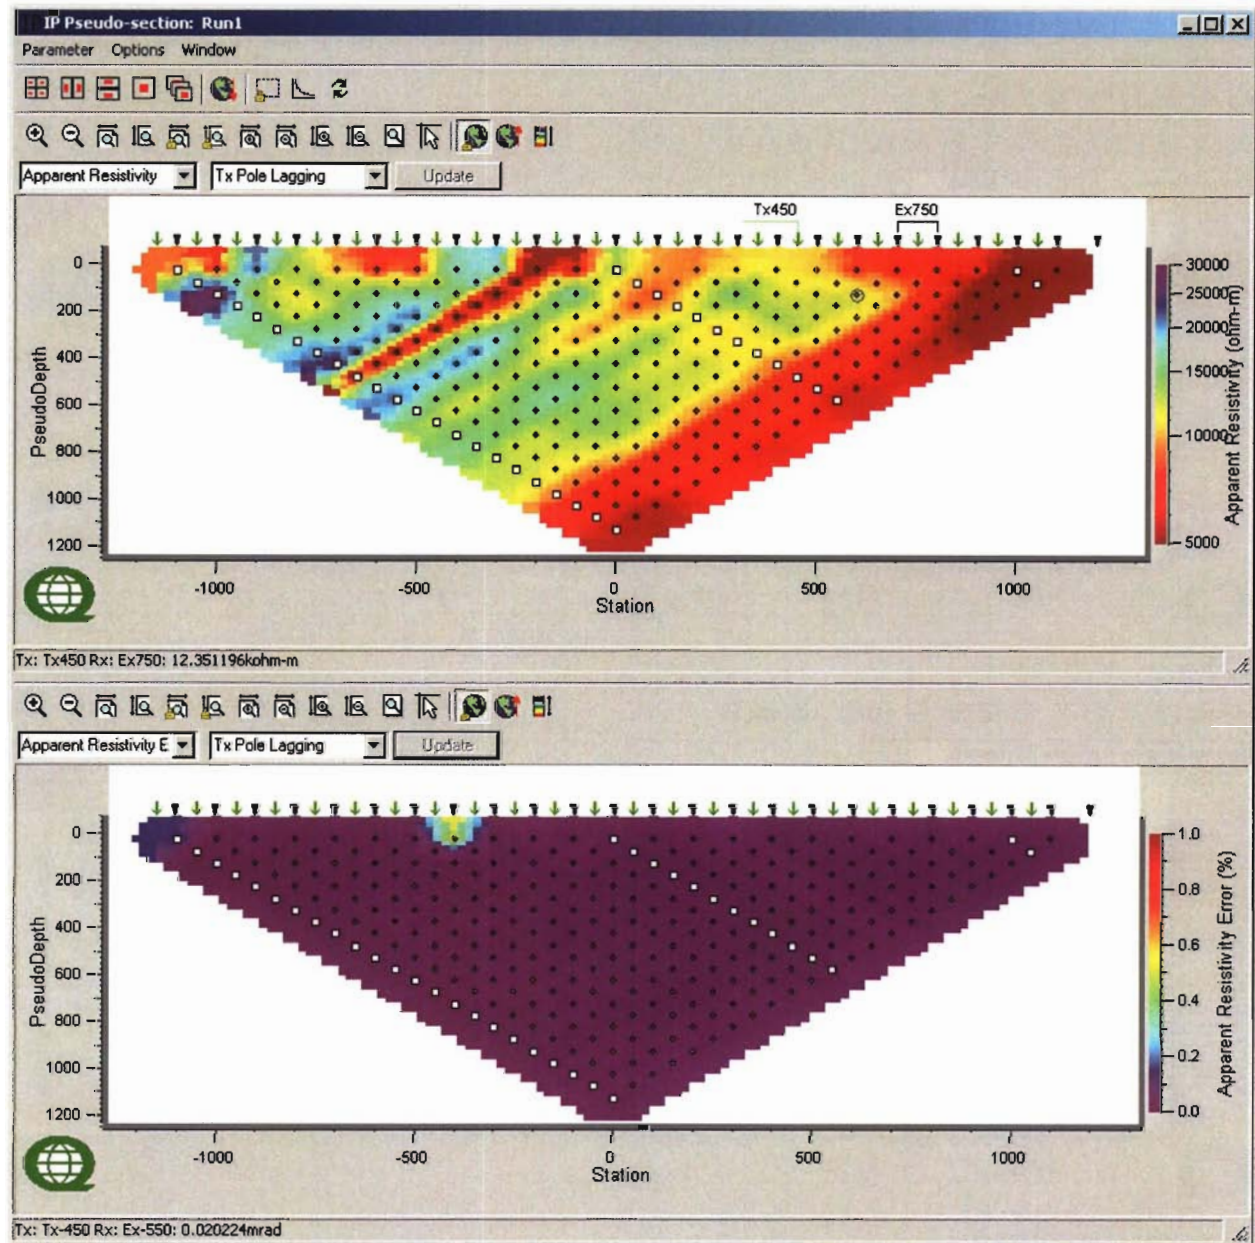 IP Pseudo-section: Run1
Parameter Options Window
Apparent Resistivity Tx Pole Lagging Update
Tx450 Ex750
PseudoDepth
0
200
400
600
800
1000
1200
-1000 -500 0 500 1000
Station
30000
25000
20000
15000
10000
5000
Apparent Resistivity (ohm-m)
Tx: Tx450 Rx: Ex750: 12.351196kohm-m
Apparent Resistivity E Tx Pole Lagging Update
PseudoDepth
0
200
400
600
800
1000
1200
-1000 -500 0 500 1000
Station
1.0
0.8
0.6
0.4
0.2
0.0
Apparent Resistivity Error (%)
Tx: Tx-450 Rx: Ex-550: 0.020224mrad